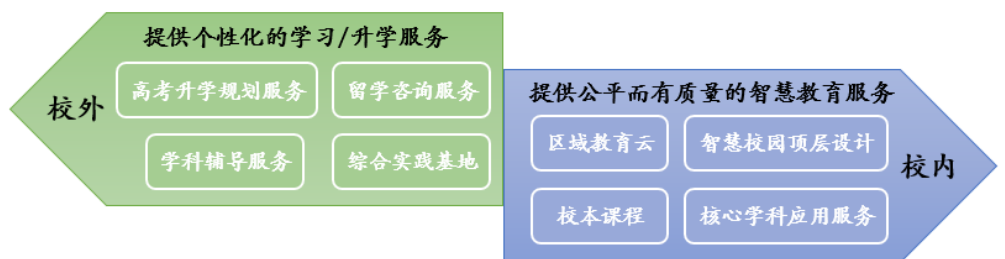 提供个性化的学习/升学服务
校外
高考升学规划服务
留学咨询服务
学科辅导服务
综合实践基地
提供公平而有质量的智慧教育服务
区域教育云
智慧校园顶层设计
校内
校本课程
核心学科应用服务